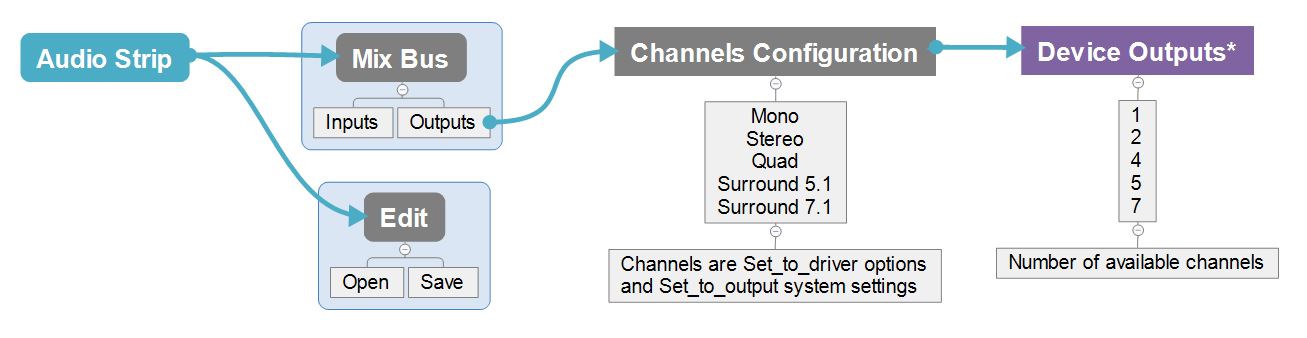 Audio Strip
Mix Bus
Inputs
Outputs
Edit
Open
Save
Channels Configuration
Mono
Stereo
Quad
Surround 5.1
Surround 7.1
Channels are Set_to_driver options
and Set_to_output system settings
Device Outputs*
1
2
4
5
7
Number of available channels